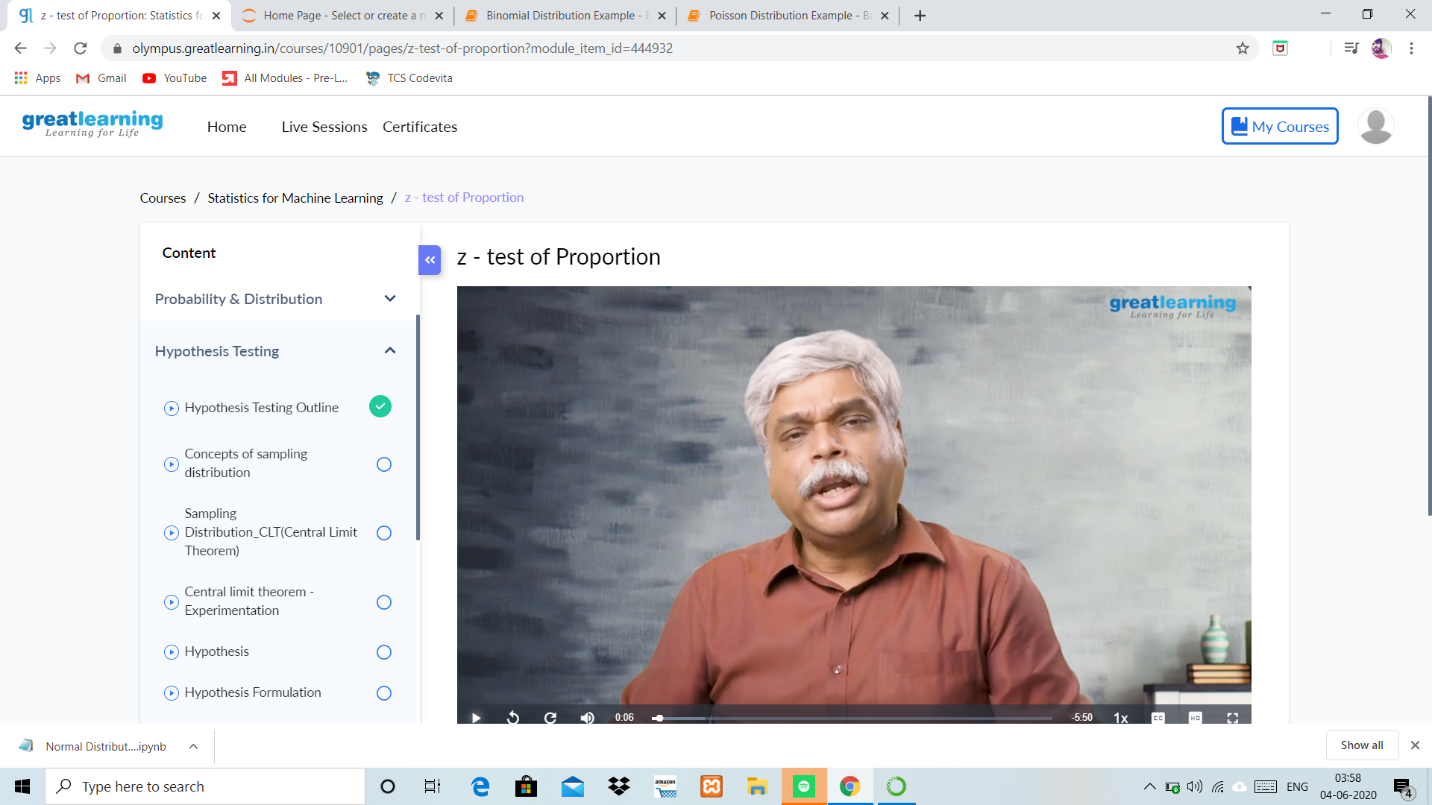 z - test of Proportion: Statistics fo
Home Page - Select or create a n
Binomial Distribution Example - B
Poisson Distribution Example - Ba
olympus.greatlearning.in/courses/10901/pages/z-test-of-proportion?module_item_id=444932
Apps
Gmail
YouTube
All Modules - Pre-L...
TCS Codevita
greatlearning
Learning for Life
Home
Live Sessions
Certificates
My Courses
Courses / Statistics for Machine Learning / z - test of Proportion
Content
Probability & Distribution
Hypothesis Testing
Hypothesis Testing Outline
Concepts of sampling
distribution
Sampling
Distribution_CLT(Central Limit
Theorem)
Central limit theorem -
Experimentation
Hypothesis
Hypothesis Formulation
z - test of Proportion
greatlearning
Learning for Life
0:06
-5:50
1x
CC
HD
Normal Distribut....ipynb
Show all
Type here to search
amazon
ENG
03:58
04-06-2020
4